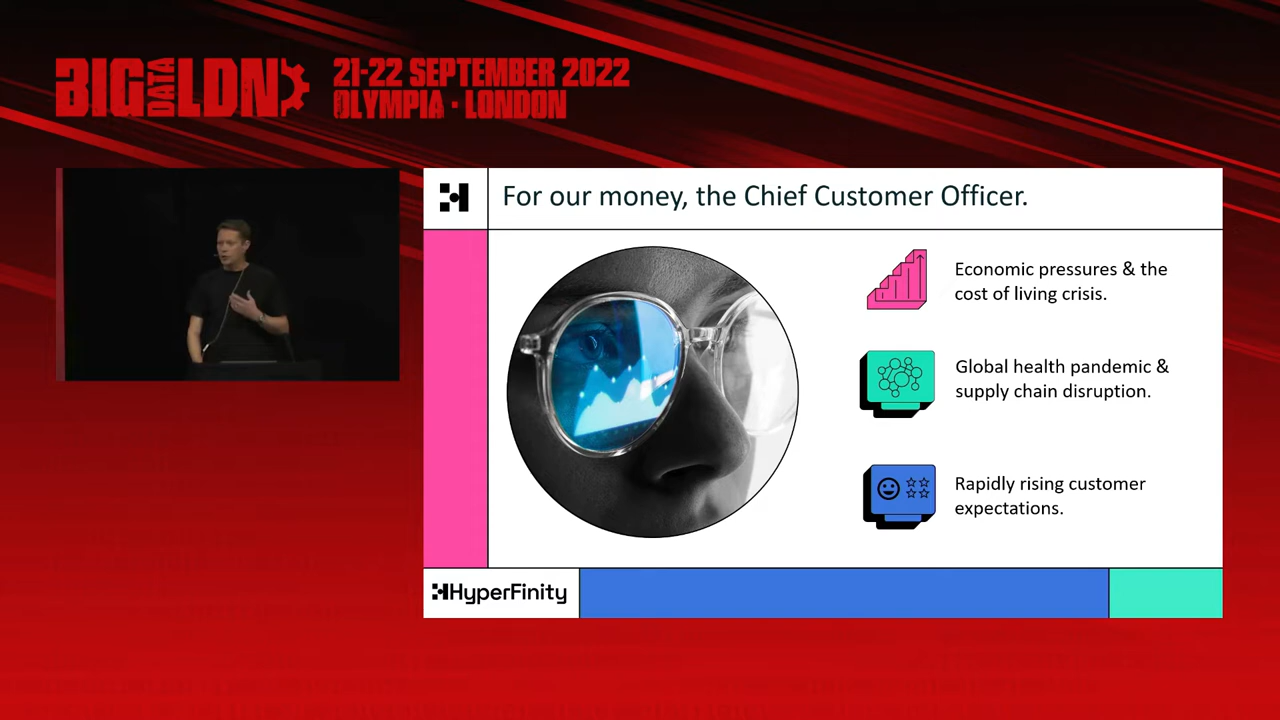 BIG DATA LDN
21-22 SEPTEMBER 2022
OLYMPIA · LONDON
For our money, the Chief Customer Officer.
Economic pressures & the
cost of living crisis.
Global health pandemic &
supply chain disruption.
Rapidly rising customer
expectations.
HyperFinity